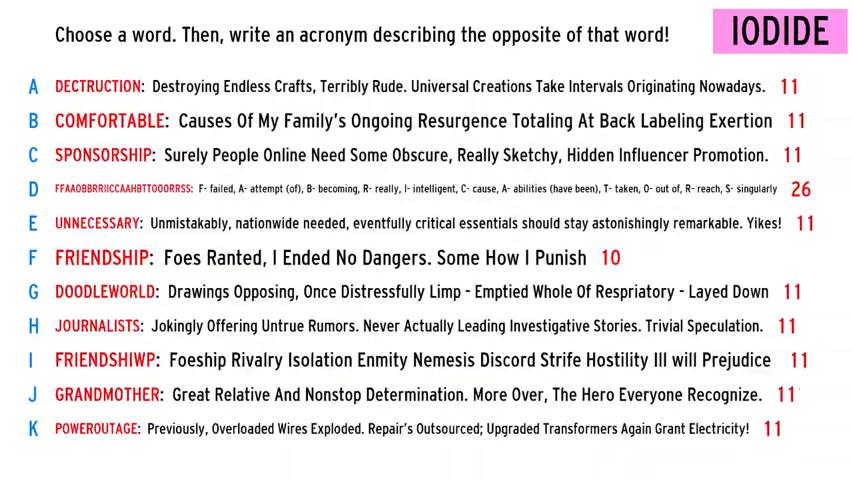 Choose a word. Then, write an acronym describing the opposite of that word! IODIDE
A DECTRUCTION: Destroying Endless Crafts, Terribly Rude. Universal Creations Take Intervals Originating Nowadays. 11
B COMFORTABLE: Causes Of My Family's Ongoing Resurgence Totaling At Back Labeling Exertion 11
C SPONSORSHIP: Surely People Online Need Some Obscure, Really Sketchy, Hidden Influencer Promotion. 11
D FFAAOBBRRIICCAAHBTTOOORRSS: F- failed, A- attempt (of), B- becoming, R- really, I- intelligent, C- cause, A- abilities (have been), T- taken, O- out of, R- reach, S- singularly 26
E UNNECESSARY: Unmistakably, nationwide needed, eventfully critical essentials should stay astonishingly remarkable. Yikes! 11
F FRIENDSHIP: Foes Ranted, I Ended No Dangers. Some How I Punish 10
G DOODLEWORLD: Drawings Opposing, Once Distressfully Limp - Emptied Whole Of Respriatory - Layed Down 11
H JOURNALISTS: Jokingly Offering Untrue Rumors. Never Actually Leading Investigative Stories. Trivial Speculation. 11
I FRIENDSHIWP: Foeship Rivalry Isolation Enmity Nemesis Discord Strife Hostility Ill will Prejudice 11
J GRANDMOTHER: Great Relative And Nonstop Determination. More Over, The Hero Everyone Recognize. 11
K POWEROUTAGE: Previously, Overloaded Wires Exploded. Repair's Outsourced; Upgraded Transformers Again Grant Electricity! 11